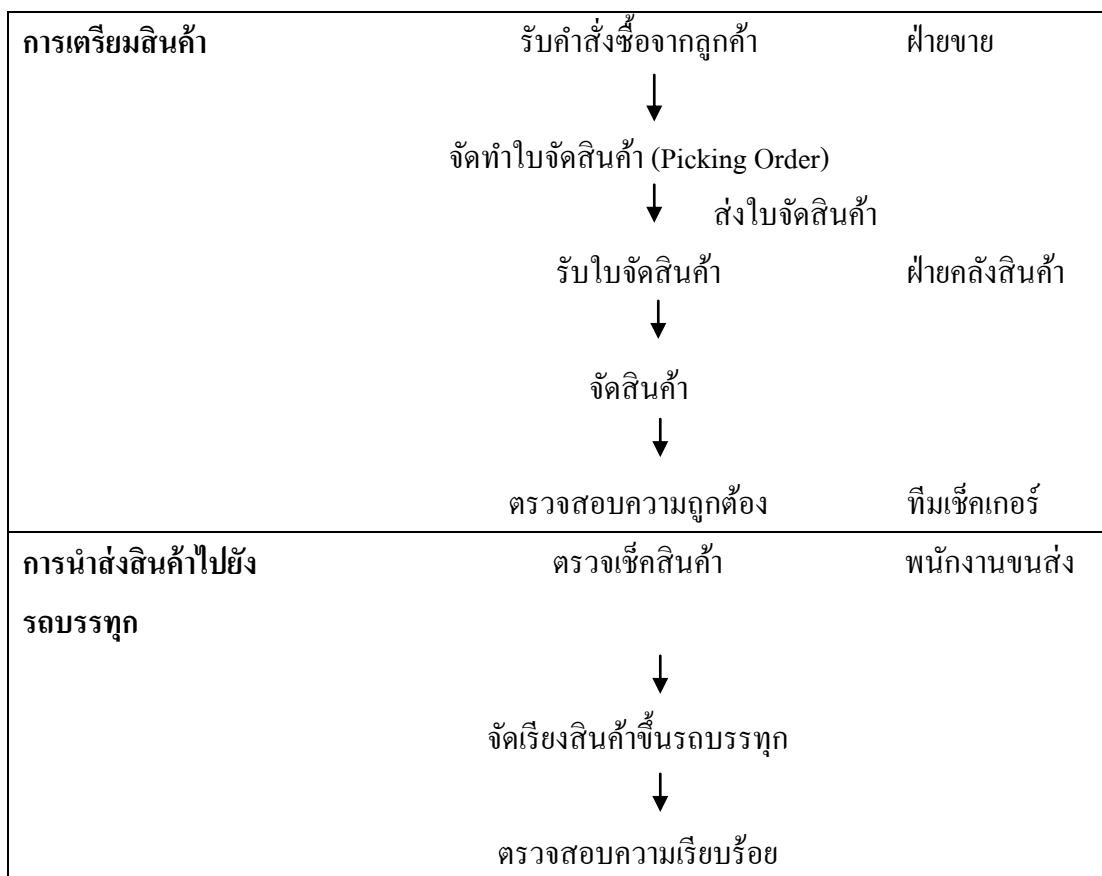 การเตรียมสินค้า รับคำสั่งซื้อจากลูกค้า ฝ่ายขาย
จัดทำใบจัดสินค้า (Picking Order)
ส่งใบจัดสินค้า
รับใบจัดสินค้า ฝ่ายคลังสินค้า
จัดสินค้า
ตรวจสอบความถูกต้อง ทีมเช็คเกอร์
การนำส่งสินค้าไปยัง ตรวจเช็คสินค้า พนักงานขนส่ง
รถบรรทุก
จัดเรียงสินค้าขึ้นรถบรรทุก
ตรวจสอบความเรียบร้อย